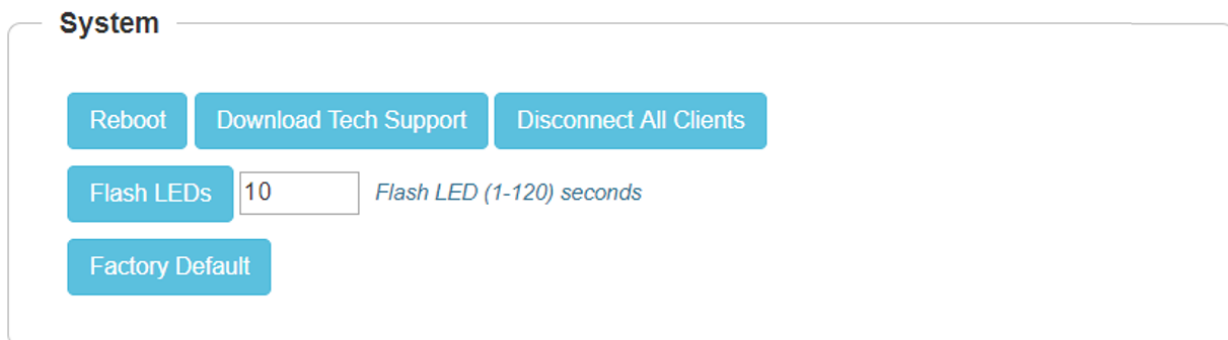 System
Reboot Download Tech Support Disconnect All Clients
Flash LEDs 10 Flash LED (1-120) seconds
Factory Default